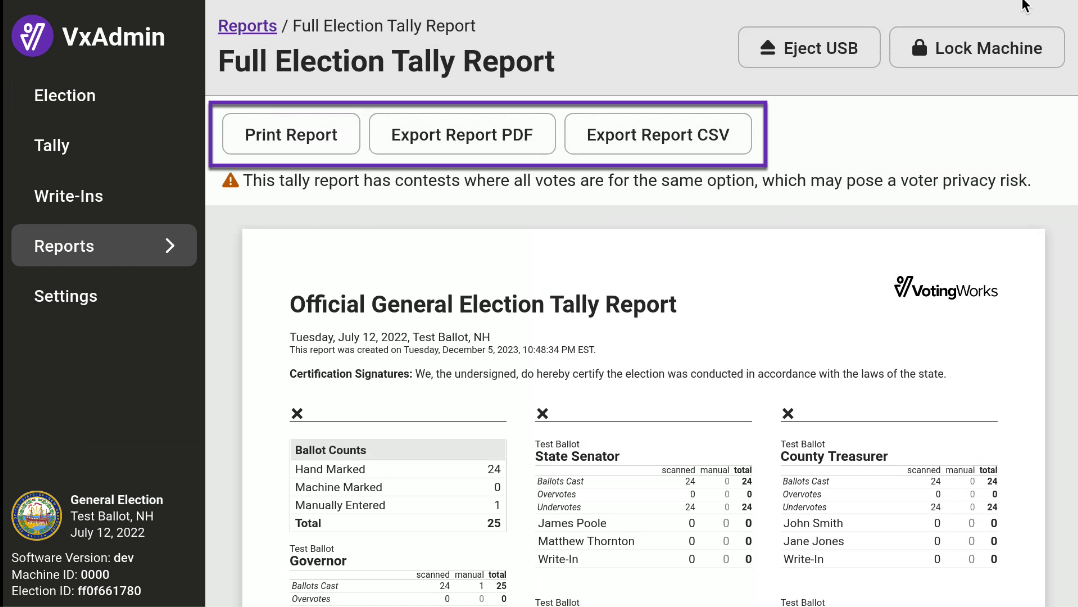 VxAdmin
Election
Tally
Write-Ins
Reports
Settings
General Election
Test Ballot, NH
July 12, 2022
Software Version: dev
Machine ID: 0000
Election ID: ff0f661780
Reports / Full Election Tally Report
Full Election Tally Report
Eject USB
Lock Machine
Print Report
Export Report PDF
Export Report CSV
This tally report has contests where all votes are for the same option, which may pose a voter privacy risk.
VotingWorks
Official General Election Tally Report
Tuesday, July 12, 2022, Test Ballot, NH
This report was created on Tuesday, December 5, 2023, 10:48:34 PM EST.
Certification Signatures: We, the undersigned, do hereby certify the election was conducted in accordance with the laws of the state.
Ballot Counts
Hand Marked 24
Machine Marked 0
Manually Entered 1
Total 25
Test Ballot
Governor
scanned manual total
Ballots Cast 24 1 25
Overvotes 0 0 0
Test Ballot
State Senator
scanned manual total
Ballots Cast 24 0 24
Overvotes 0 0 0
Undervotes 24 0 24
James Poole 0 0 0
Matthew Thornton 0 0 0
Write-In 0 0 0
Test Ballot
Test Ballot
County Treasurer
scanned manual total
Ballots Cast 24 0 24
Overvotes 0 0 0
Undervotes 24 0 24
John Smith 0 0 0
Jane Jones 0 0 0
Write-In 0 0 0
Test Ballot